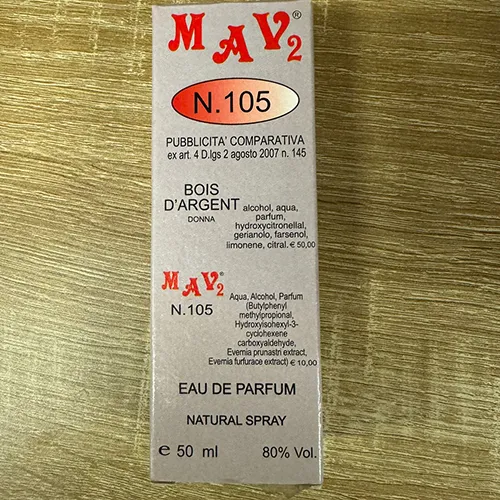 MAV2®
N.105
PUBBLICITA' COMPARATIVA
ex art. 4 D.lgs 2 agosto 2007 n. 145
BOIS
D'ARGENT
DONNA
alcohol, aqua,
parfum,
hydroxycitronellal,
gerianolo, farsenol,
limonene, citral. € 50,00
MAV2®
N.105
Aqua, Alcohol, Parfum
(Butylphenyl
methylpropional,
Hydroxyisohexyl-3-
cyclohexene
carboxyaldehyde,
Evernia prunastri extract,
Evernia furfurace extract) € 10,00
EAU DE PARFUM
NATURAL SPRAY
e 50 ml 80% Vol.